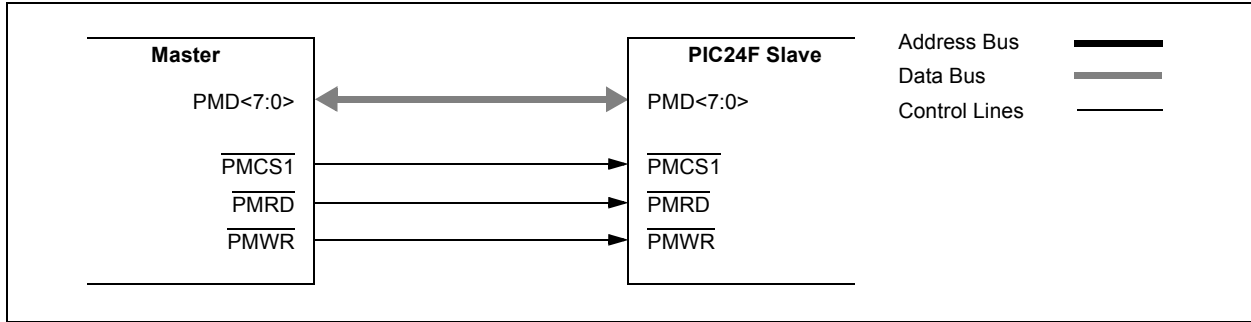 Master
PMD<7:0>
PMCS1
PMRD
PMWR
PIC24F Slave
PMD<7:0>
PMCS1
PMRD
PMWR
Address Bus
Data Bus
Control Lines